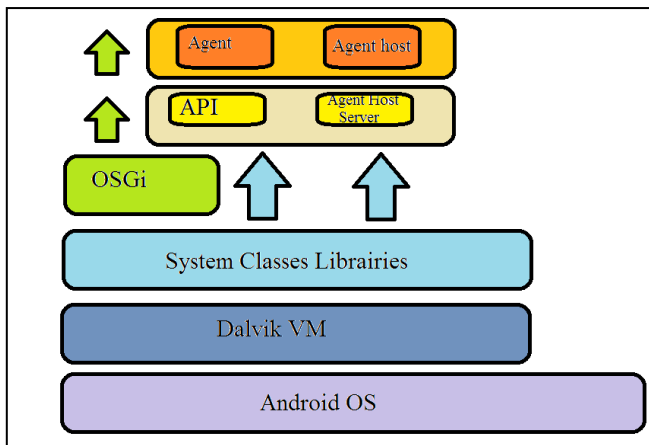 Agent
Agent host
API
Agent Host
Server
OSGi
System Classes Librairies
Dalvik VM
Android OS